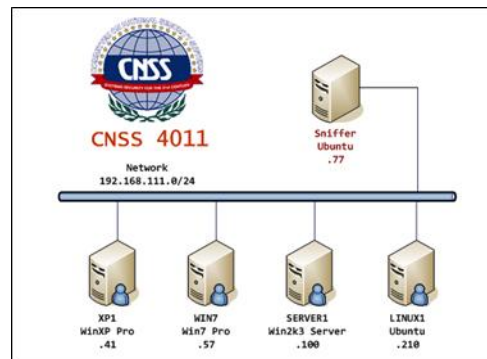 CNSS
CNSS 4011
Network
192.168.111.0/24
Sniffer
Ubuntu
.77
XP1
WinXP Pro
.41
WIN7
Win7 Pro
.57
SERVER1
Win2k3 Server
.100
LINUX1
Ubuntu
.210